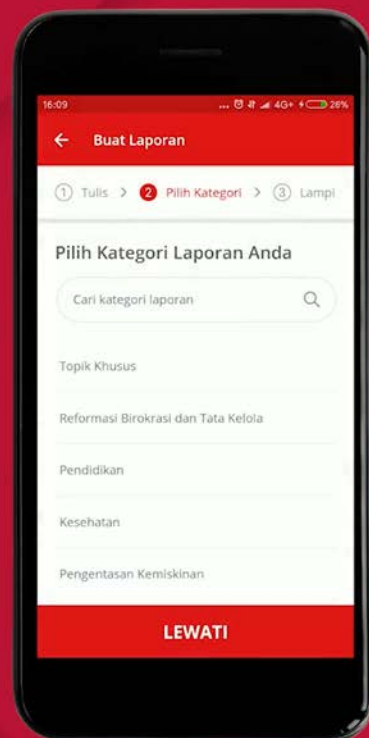 16:09 ... 4G+ 26%
Buat Laporan
1 Tulis > 2 Pilih Kategori > 3 Lampi
Pilih Kategori Laporan Anda
Cari kategori laporan
Topik Khusus
Reformasi Birokrasi dan Tata Kelola
Pendidikan
Kesehatan
Pengentasan Kemiskinan
LEWATI